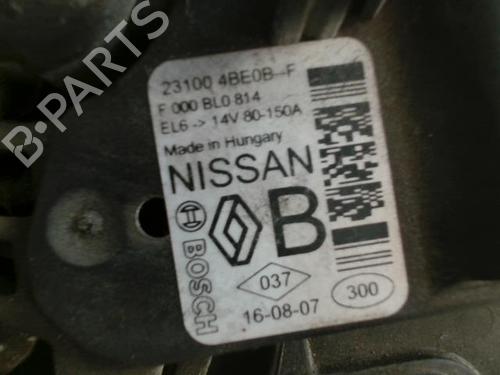 23100 4BE0B--F
F 000 BL0 814
EL6 -> 14V 80-150A
Made in Hungary
NISSAN
B
BOSCH
037
300
16-08-07
B-PARTS